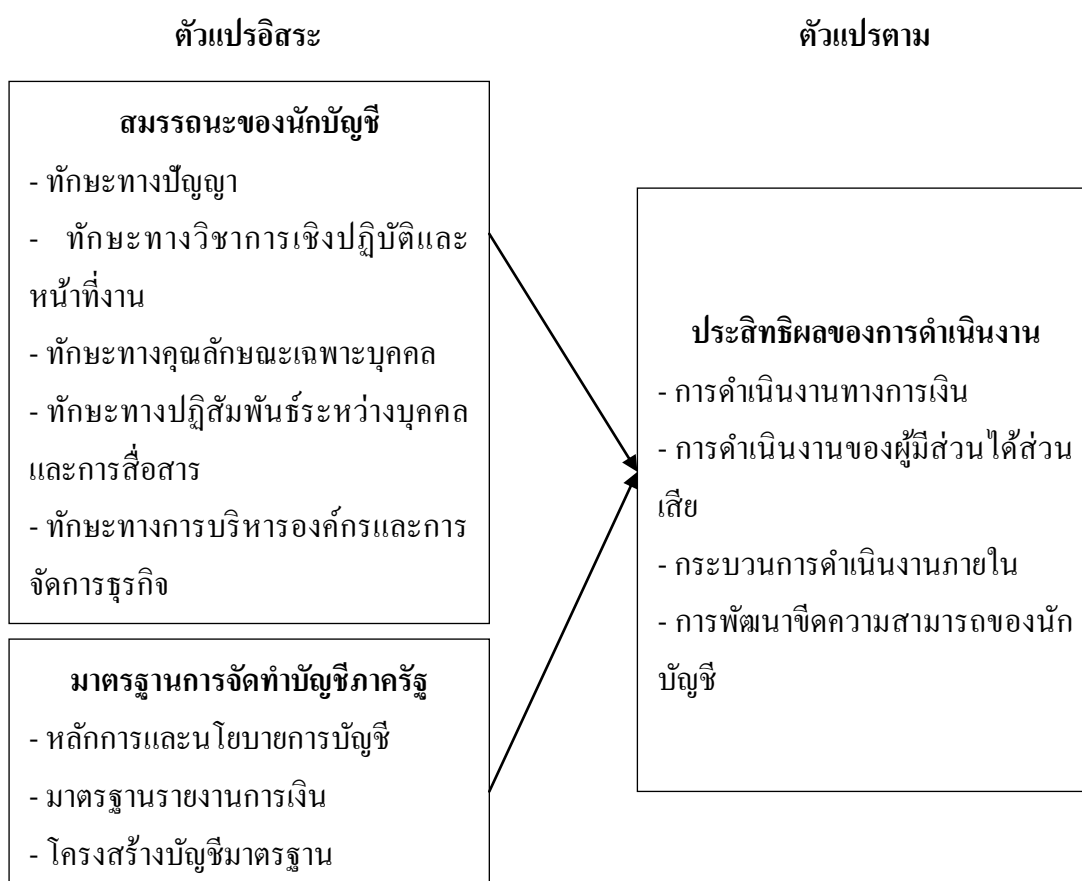 ตัวแปรอิสระ
ตัวแปรตาม
สมรรถนะของนักบัญชี
- ทักษะทางปัญญา
- ทักษะทางวิชาการเชิงปฏิบัติและ
หน้าที่งาน
- ทักษะทางคุณลักษณะเฉพาะบุคคล
- ทักษะทางปฏิสัมพันธ์ระหว่างบุคคล
และการสื่อสาร
- ทักษะทางการบริหารองค์กรและการ
จัดการธุรกิจ
มาตรฐานการจัดทำบัญชีภาครัฐ
- หลักการและนโยบายการบัญชี
- มาตรฐานรายงานการเงิน
- โครงสร้างบัญชีมาตรฐาน
ประสิทธิผลของการดำเนินงาน
- การดำเนินงานทางการเงิน
- การดำเนินงานของผู้มีส่วนได้ส่วน
เสีย
- กระบวนการดำเนินงานภายใน
- การพัฒนาขีดความสามารถของนัก
บัญชี